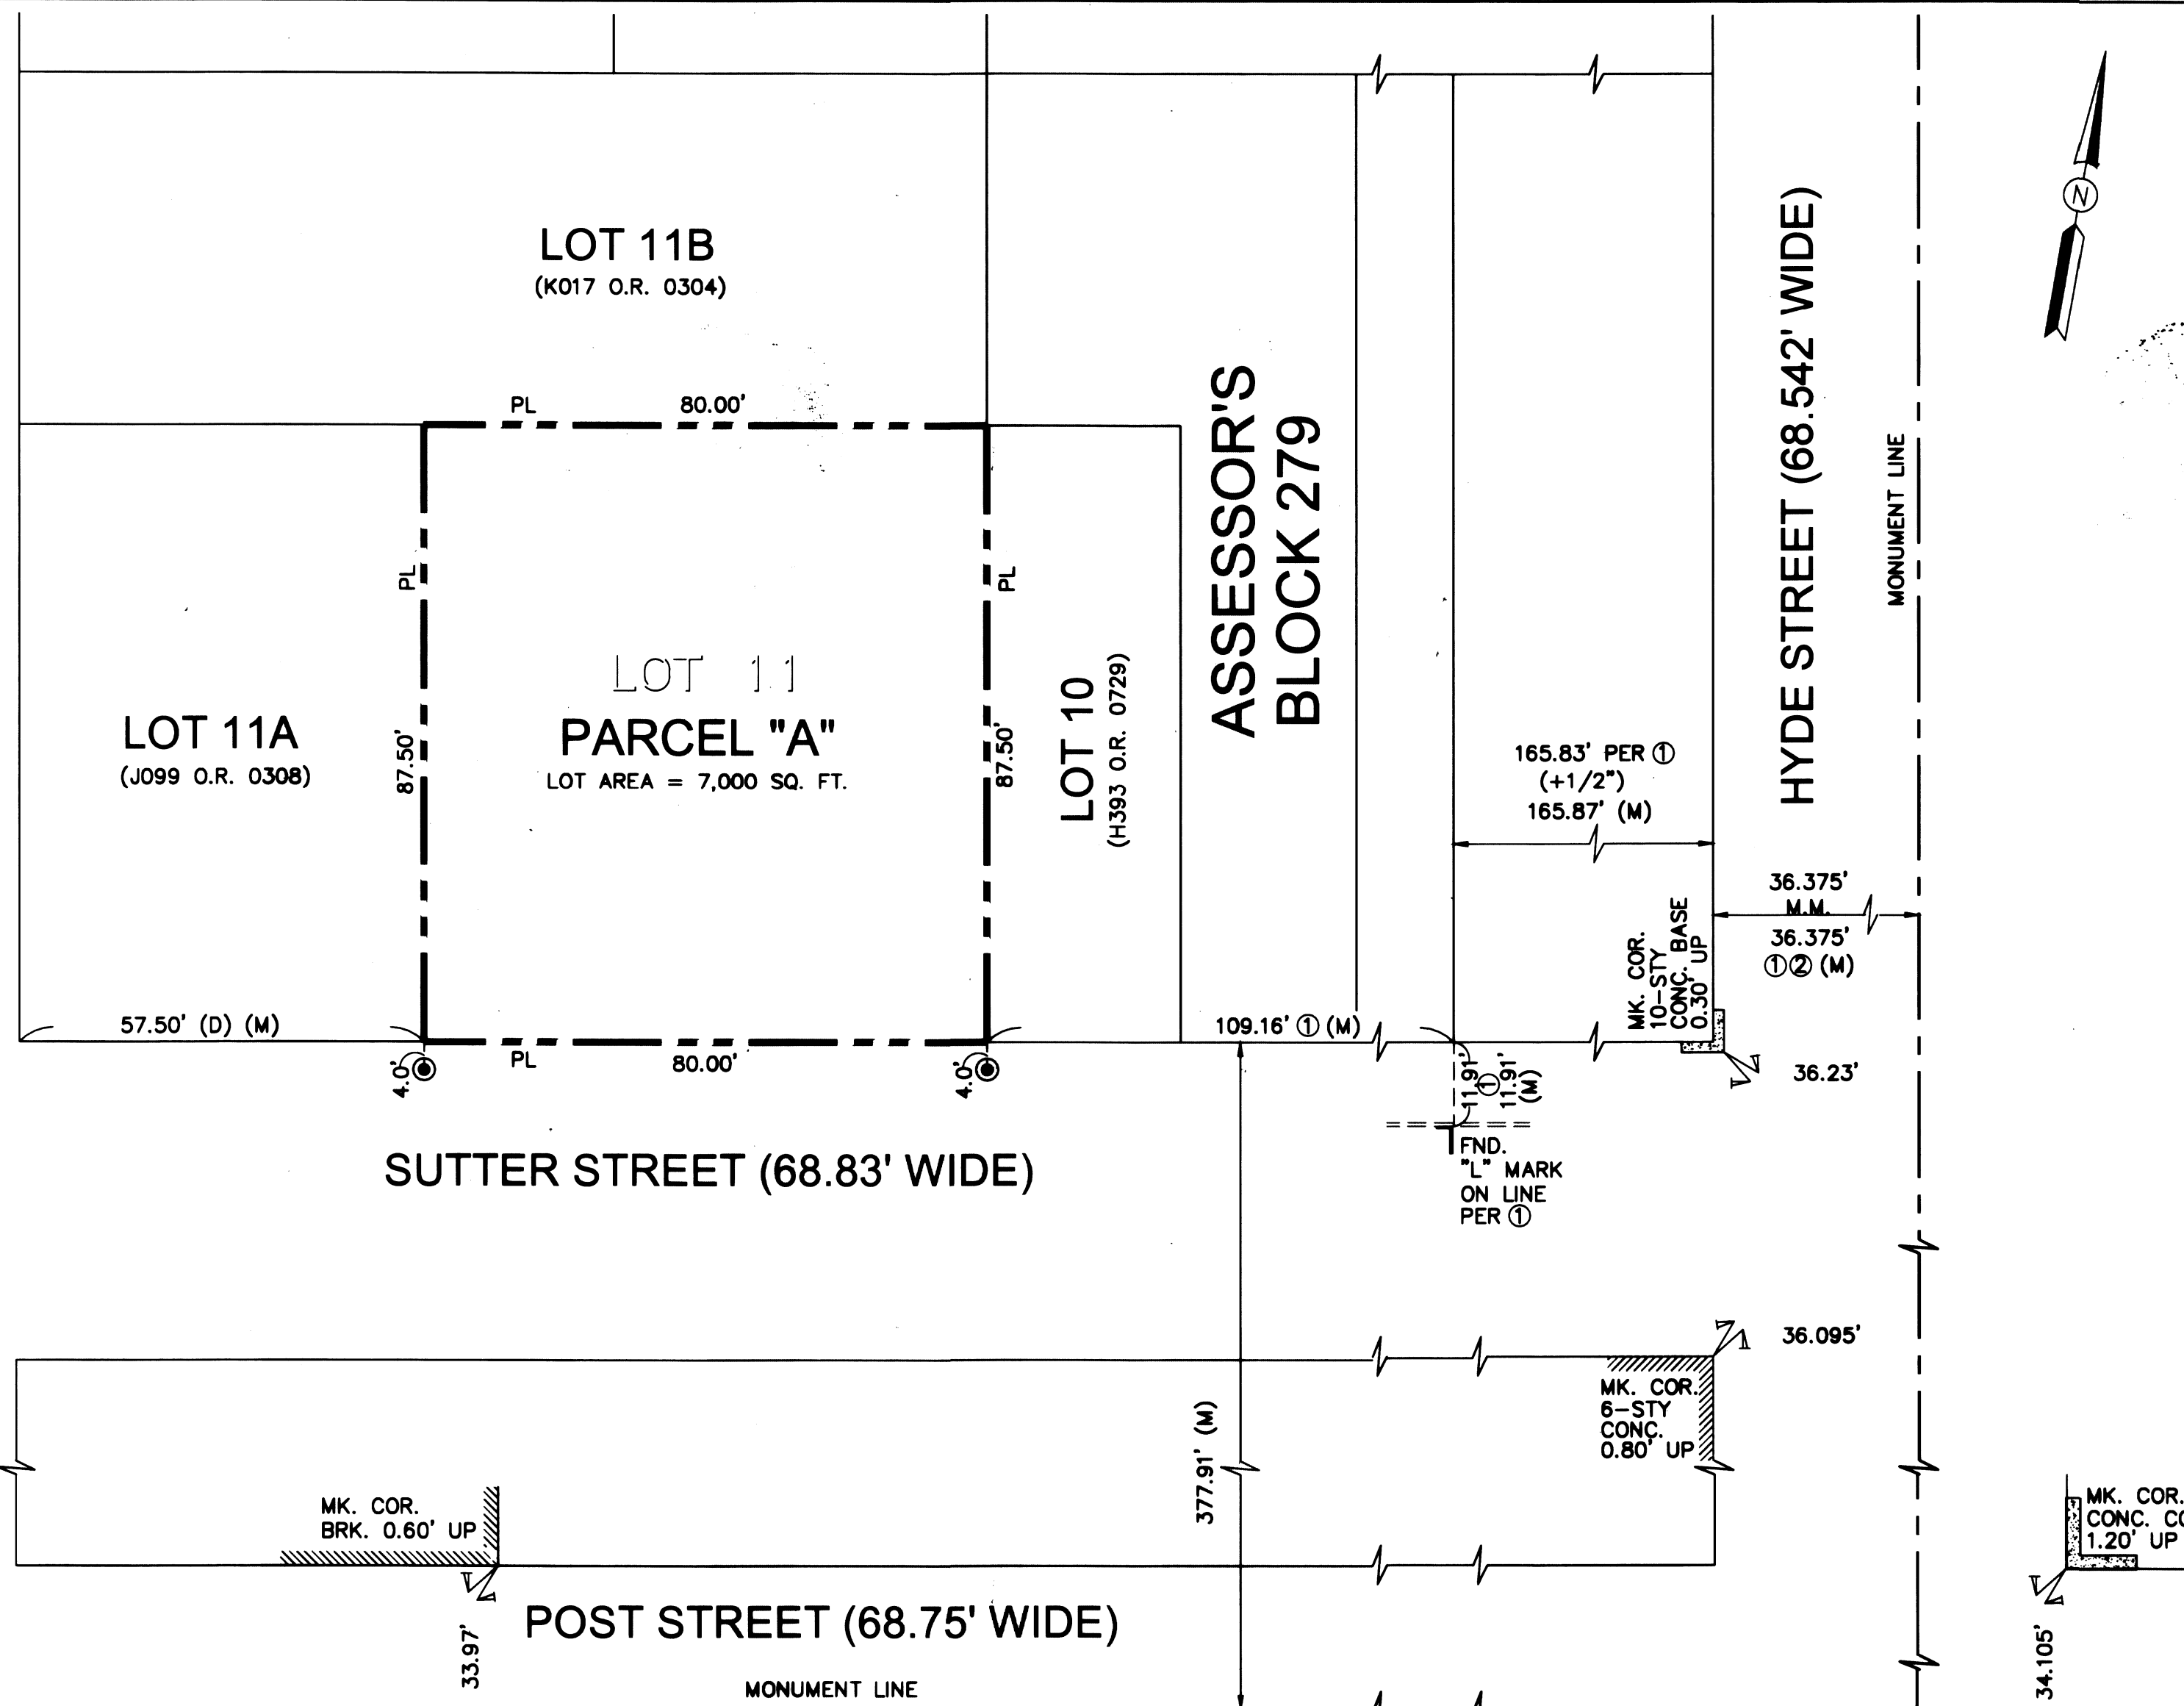 LOT 11B
(K017 O.R. 0304)
PL
80.00'
PL
PL
87.50'
87.50'
LOT 11
PARCEL "A"
LOT AREA = 7,000 SQ. FT.
LOT 11A
(J099 O.R. 0308)
57.50' (D) (M)
LOT 10
(H393 O.R. 0729)
ASSESSOR'S
BLOCK 279
165.83' PER ①
(+1/2")
165.87' (M)
HYDE STREET (68.542' WIDE)
MONUMENT LINE
N
36.375'
M.M.
36.375'
①② (M)
MK. COR.
10-STY
CONC. BASE
0.30' UP
36.23'
109.16' ① (M)
PL
80.00'
4.0'
4.0'
11.91'
①
11.91'
(M)
FND.
"L" MARK
ON LINE
PER ①
SUTTER STREET (68.83' WIDE)
36.095'
MK. COR.
6-STY
CONC.
0.80' UP
377.91' (M)
MK. COR.
BRK. 0.60' UP
33.97'
POST STREET (68.75' WIDE)
MONUMENT LINE
MK. COR.
CONC.
1.20' UP
34.105'